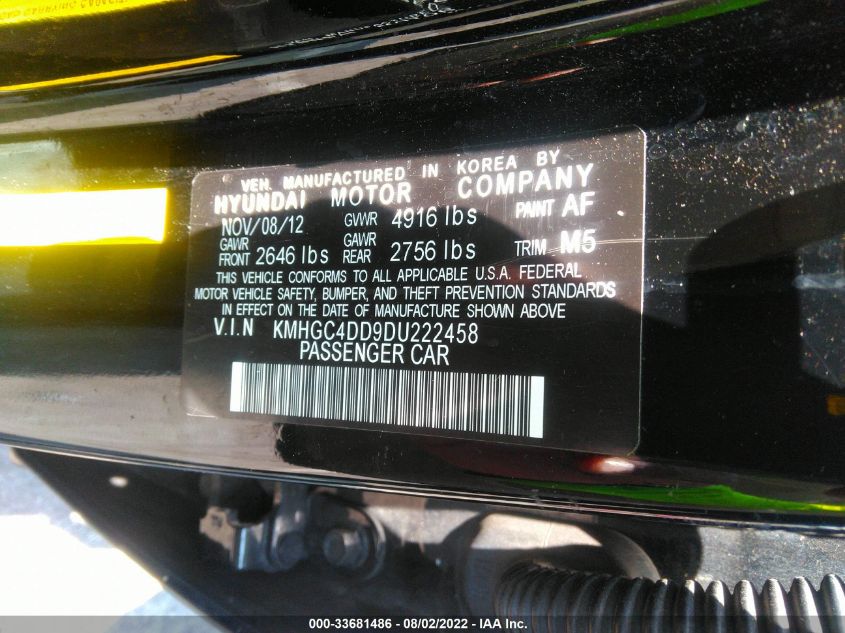 VEH. MANUFACTURED IN KOREA BY
HYUNDAI MOTOR COMPANY
NOV/08/12 GVWR 4916 lbs PAINT AF
GAWR FRONT 2646 lbs GAWR REAR 2756 lbs TRIM M5
THIS VEHICLE CONFORMS TO ALL APPLICABLE U.S.A. FEDERAL
MOTOR VEHICLE SAFETY, BUMPER, AND THEFT PREVENTION STANDARDS
IN EFFECT ON THE DATE OF MANUFACTURE SHOWN ABOVE
V.I.N KMHGC4DD9DU222458
PASSENGER CAR
000-33681486 - 08/02/2022 - IAA Inc.